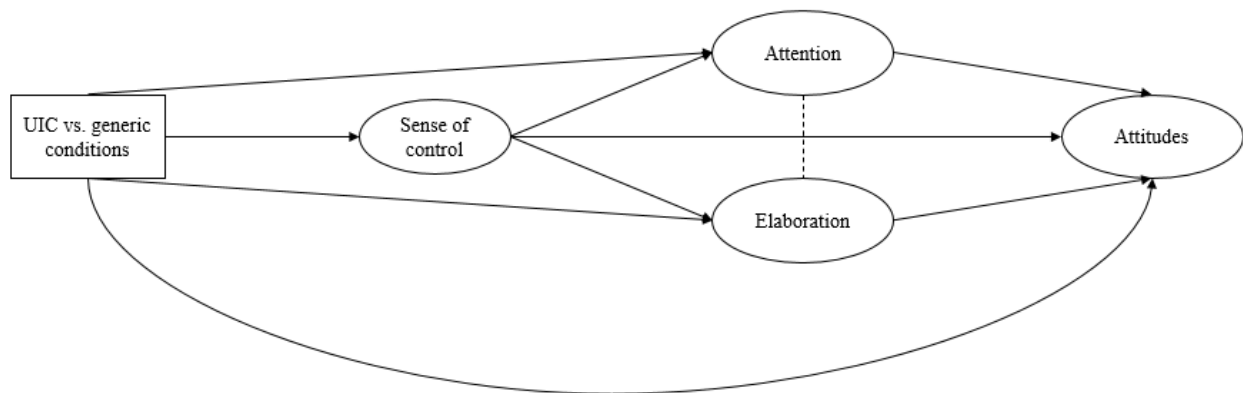 Attention
UIC vs. generic
conditions
Sense of
control
Attitudes
Elaboration